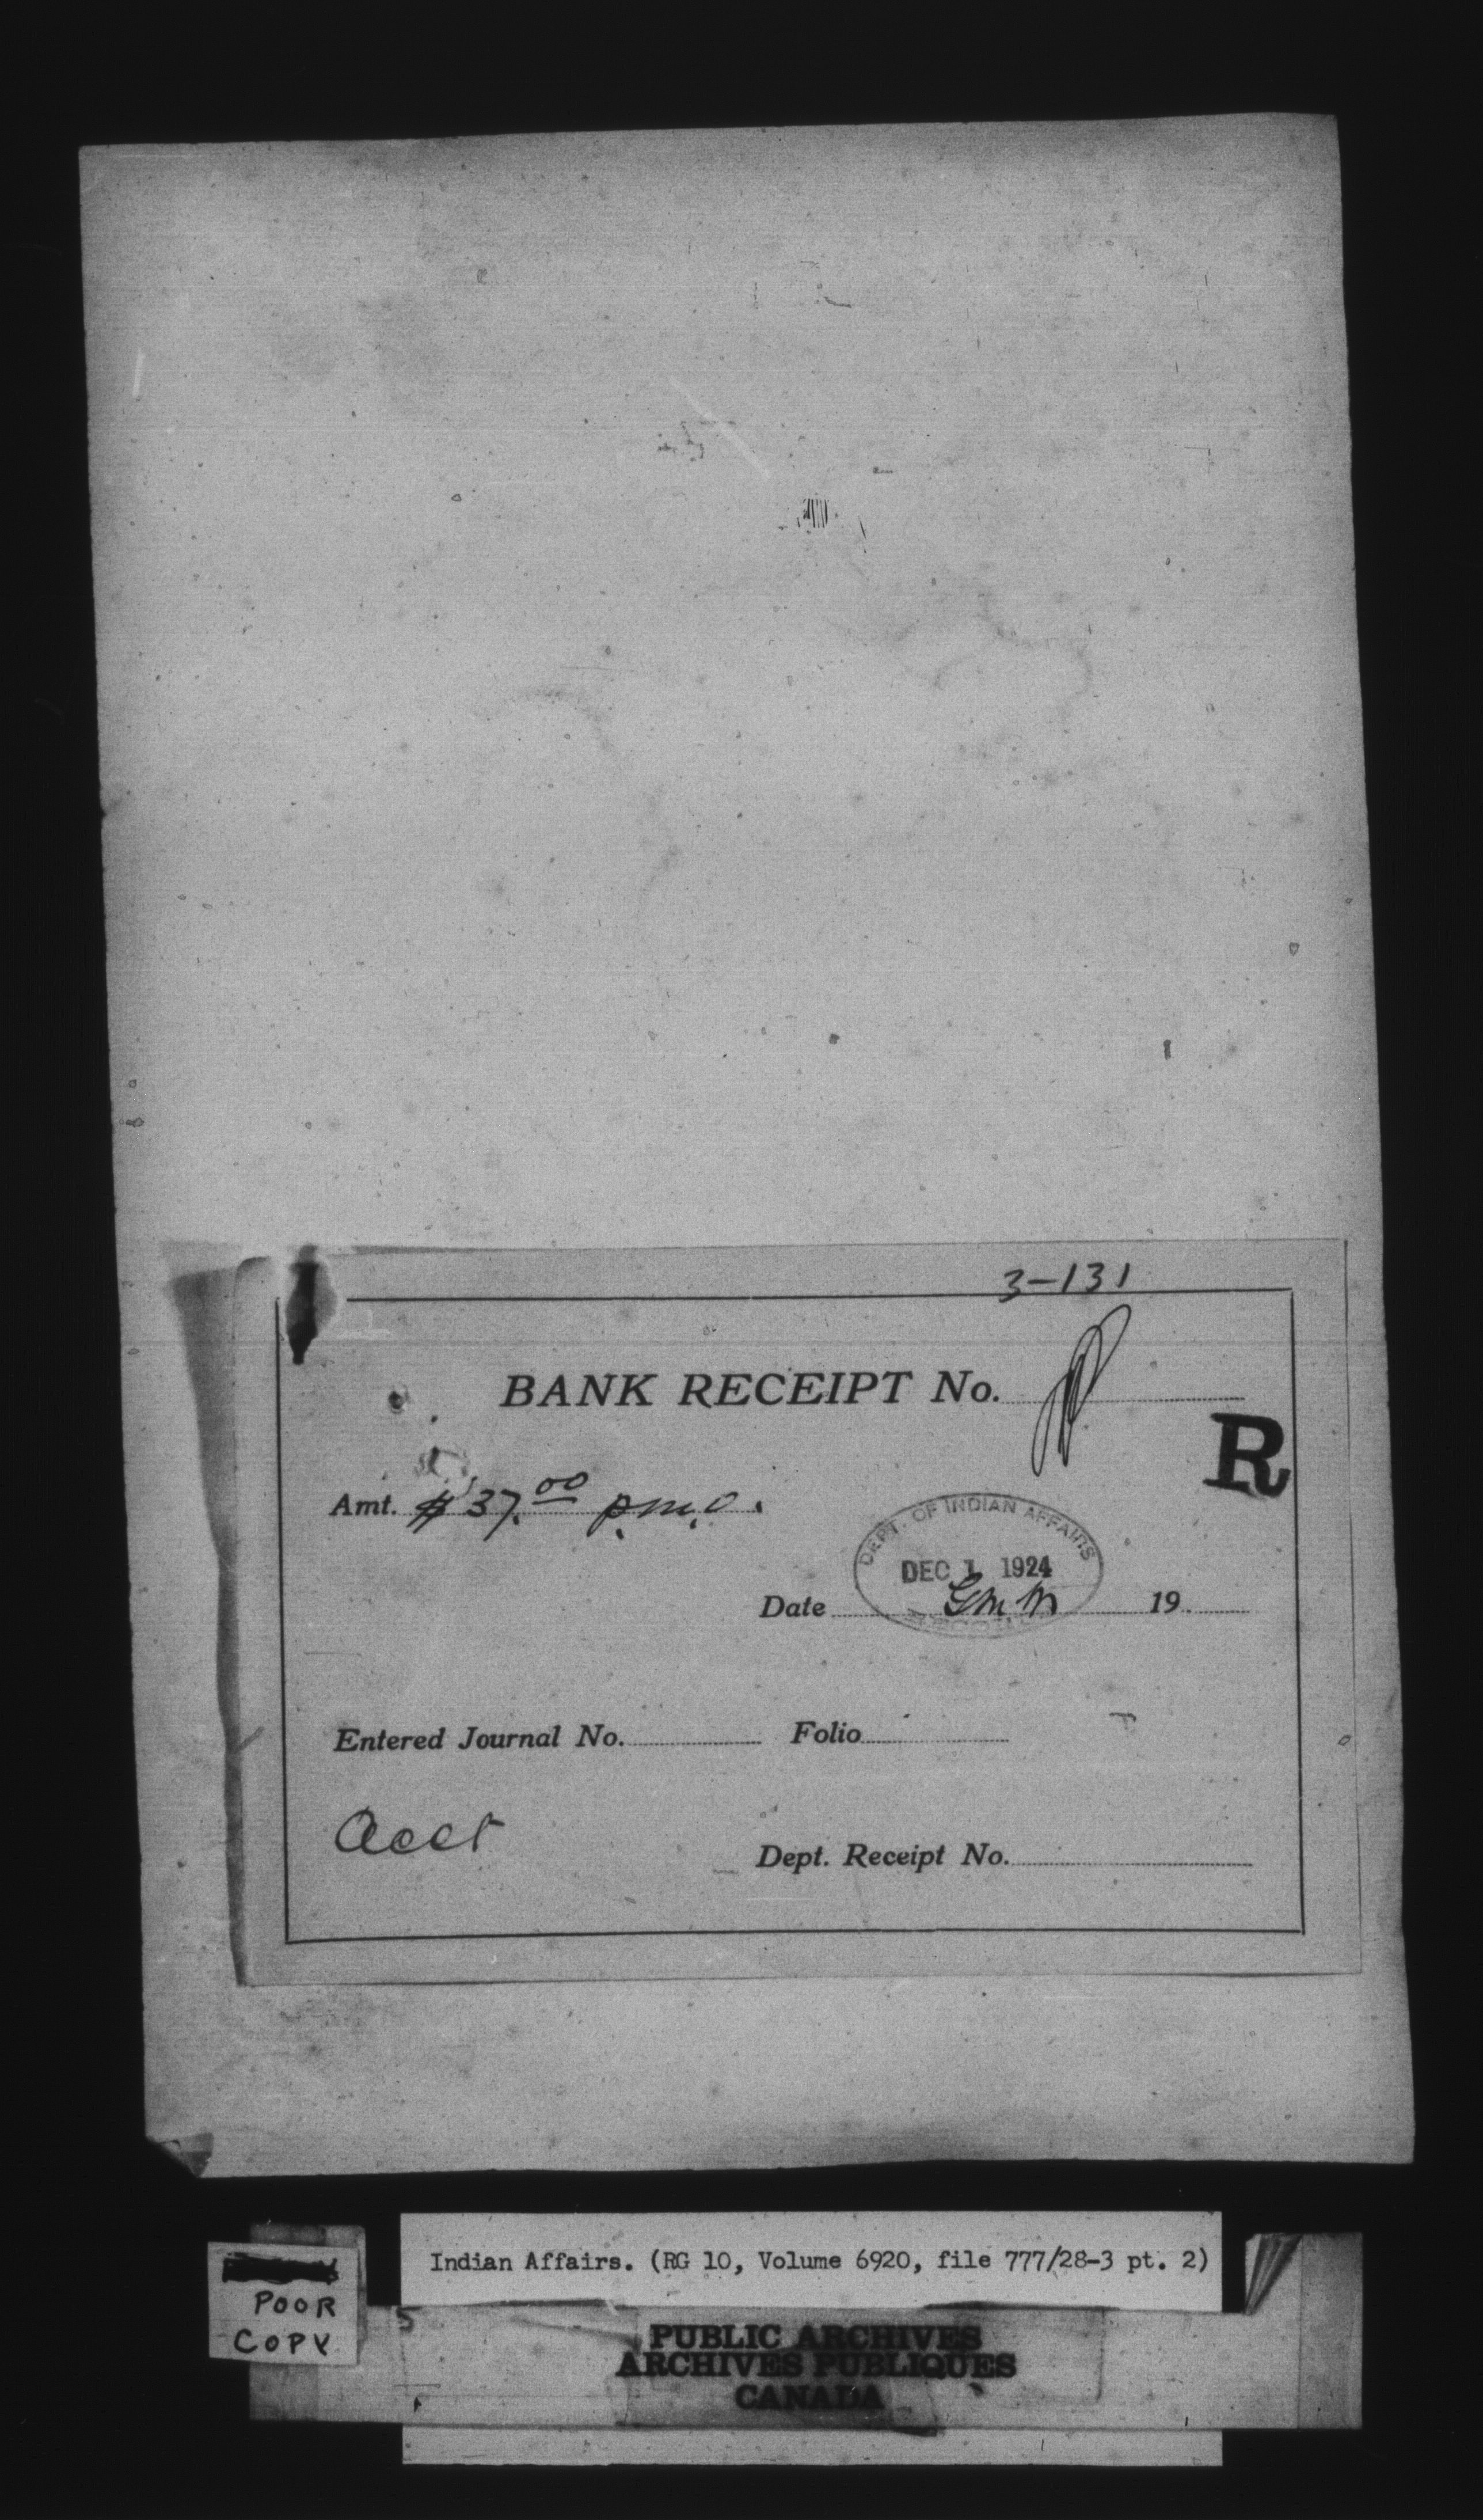 3-131
BANK RECEIPT No.
R
Amt. $37.00 p.m.o.
DEPT. OF INDIAN AFFAIRS
DEC 1 1924
Date 19
Entered Journal No. Folio
Acct
Dept. Receipt No.
Indian Affairs. (RG 10, Volume 6920, file 777/28-3 pt. 2)
POOR
COPY
PUBLIC ARCHIVES
ARCHIVES PUBLIQUES
CANADA